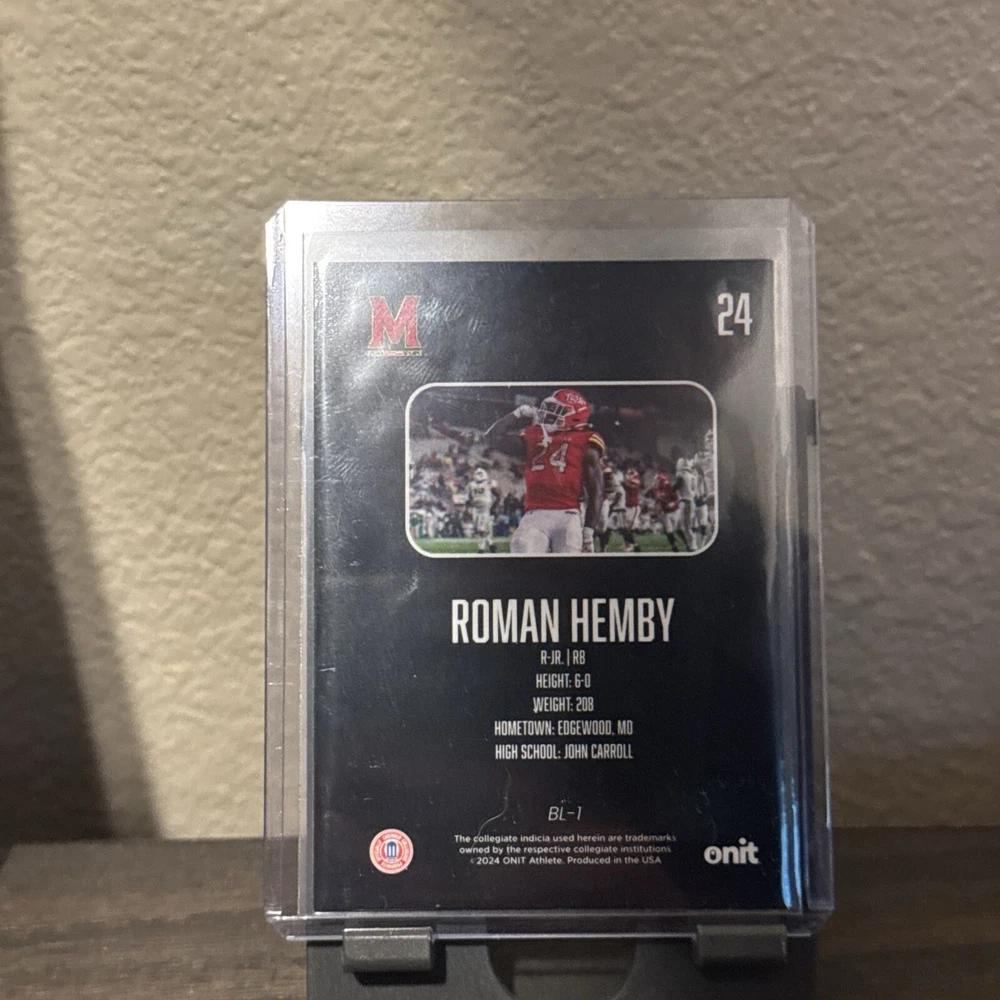 M
24
24
ROMAN HEMBY
R-JR. | RB
HEIGHT: 6-0
WEIGHT: 208
HOMETOWN: EDGEWOOD, MD
HIGH SCHOOL: JOHN CARROLL
BL-1
The collegiate indicia used herein are trademarks
owned by the respective collegiate institutions
©2024 ONIT Athlete. Produced in the USA
onit